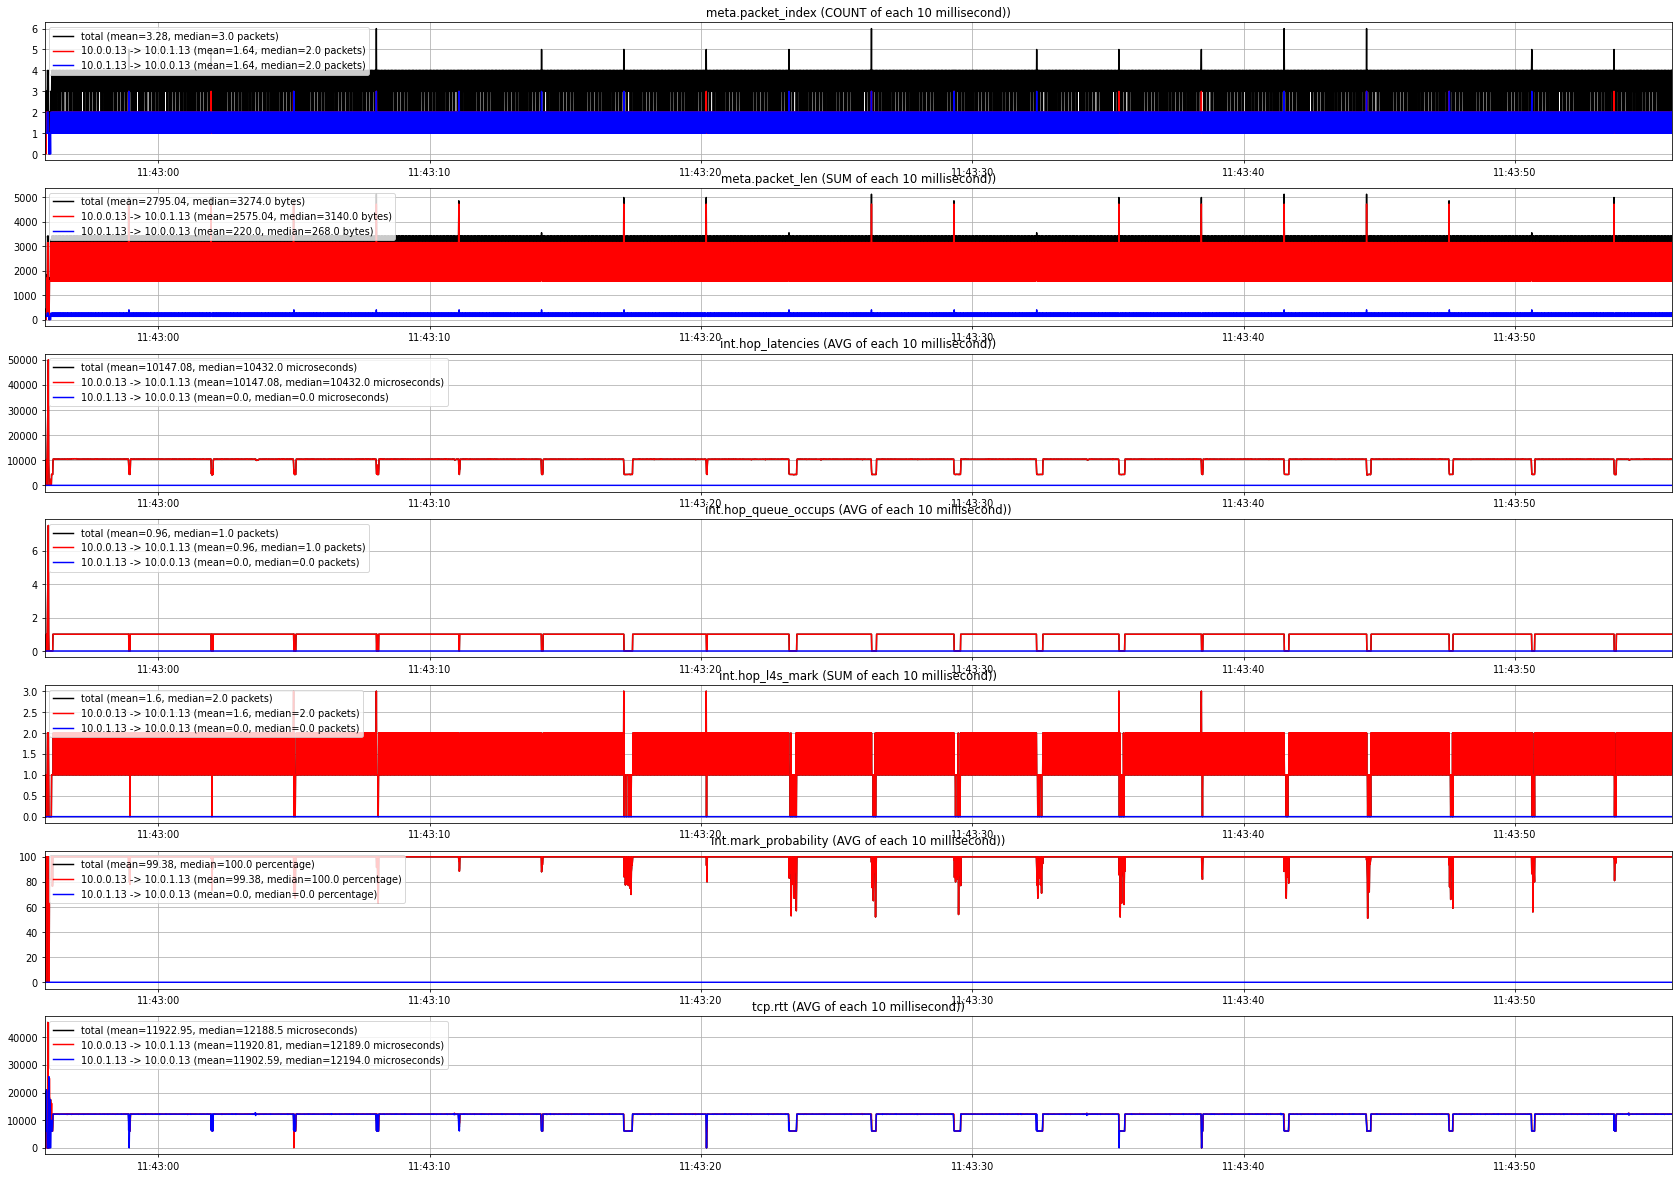 meta.packet_index (COUNT of each 10 millisecond))
total (mean=3.28, median=3.0 packets)
10.0.0.13 -> 10.0.1.13 (mean=1.64, median=2.0 packets)
10.0.1.13 -> 10.0.0.13 (mean=1.64, median=2.0 packets)
6
5
4
3
2
1
0
11:43:00 11:43:10 11:43:20 11:43:30 11:43:40 11:43:50
meta.packet_len (SUM of each 10 millisecond))
total (mean=2795.04, median=3274.0 bytes)
10.0.0.13 -> 10.0.1.13 (mean=2575.04, median=3140.0 bytes)
10.0.1.13 -> 10.0.0.13 (mean=220.0, median=268.0 bytes)
5000
4000
3000
2000
1000
0
11:43:00 11:43:10 11:43:20 11:43:30 11:43:40 11:43:50
int.hop_latencies (AVG of each 10 millisecond))
total (mean=10147.08, median=10432.0 microseconds)
10.0.0.13 -> 10.0.1.13 (mean=10147.08, median=10432.0 microseconds)
10.0.1.13 -> 10.0.0.13 (mean=0.0, median=0.0 microseconds)
50000
40000
30000
20000
10000
0
11:43:00 11:43:10 11:43:20 11:43:30 11:43:40 11:43:50
int.hop_queue_occups (AVG of each 10 millisecond))
total (mean=0.96, median=1.0 packets)
10.0.0.13 -> 10.0.1.13 (mean=0.96, median=1.0 packets)
10.0.1.13 -> 10.0.0.13 (mean=0.0, median=0.0 packets)
6
4
2
0
11:43:00 11:43:10 11:43:20 11:43:30 11:43:40 11:43:50
int.hop_l4s_mark (SUM of each 10 millisecond))
total (mean=1.6, median=2.0 packets)
10.0.0.13 -> 10.0.1.13 (mean=1.6, median=2.0 packets)
10.0.1.13 -> 10.0.0.13 (mean=0.0, median=0.0 packets)
3.0
2.5
2.0
1.5
1.0
0.5
0.0
11:43:00 11:43:10 11:43:20 11:43:30 11:43:40 11:43:50
int.mark_probability (AVG of each 10 millisecond))
total (mean=99.38, median=100.0 percentage)
10.0.0.13 -> 10.0.1.13 (mean=99.38, median=100.0 percentage)
10.0.1.13 -> 10.0.0.13 (mean=0.0, median=0.0 percentage)
100
80
60
40
20
0
11:43:00 11:43:10 11:43:20 11:43:30 11:43:40 11:43:50
tcp.rtt (AVG of each 10 millisecond))
total (mean=11922.95, median=12188.5 microseconds)
10.0.0.13 -> 10.0.1.13 (mean=11920.81, median=12189.0 microseconds)
10.0.1.13 -> 10.0.0.13 (mean=11902.59, median=12194.0 microseconds)
40000
30000
20000
10000
0
11:43:00 11:43:10 11:43:20 11:43:30 11:43:40 11:43:50